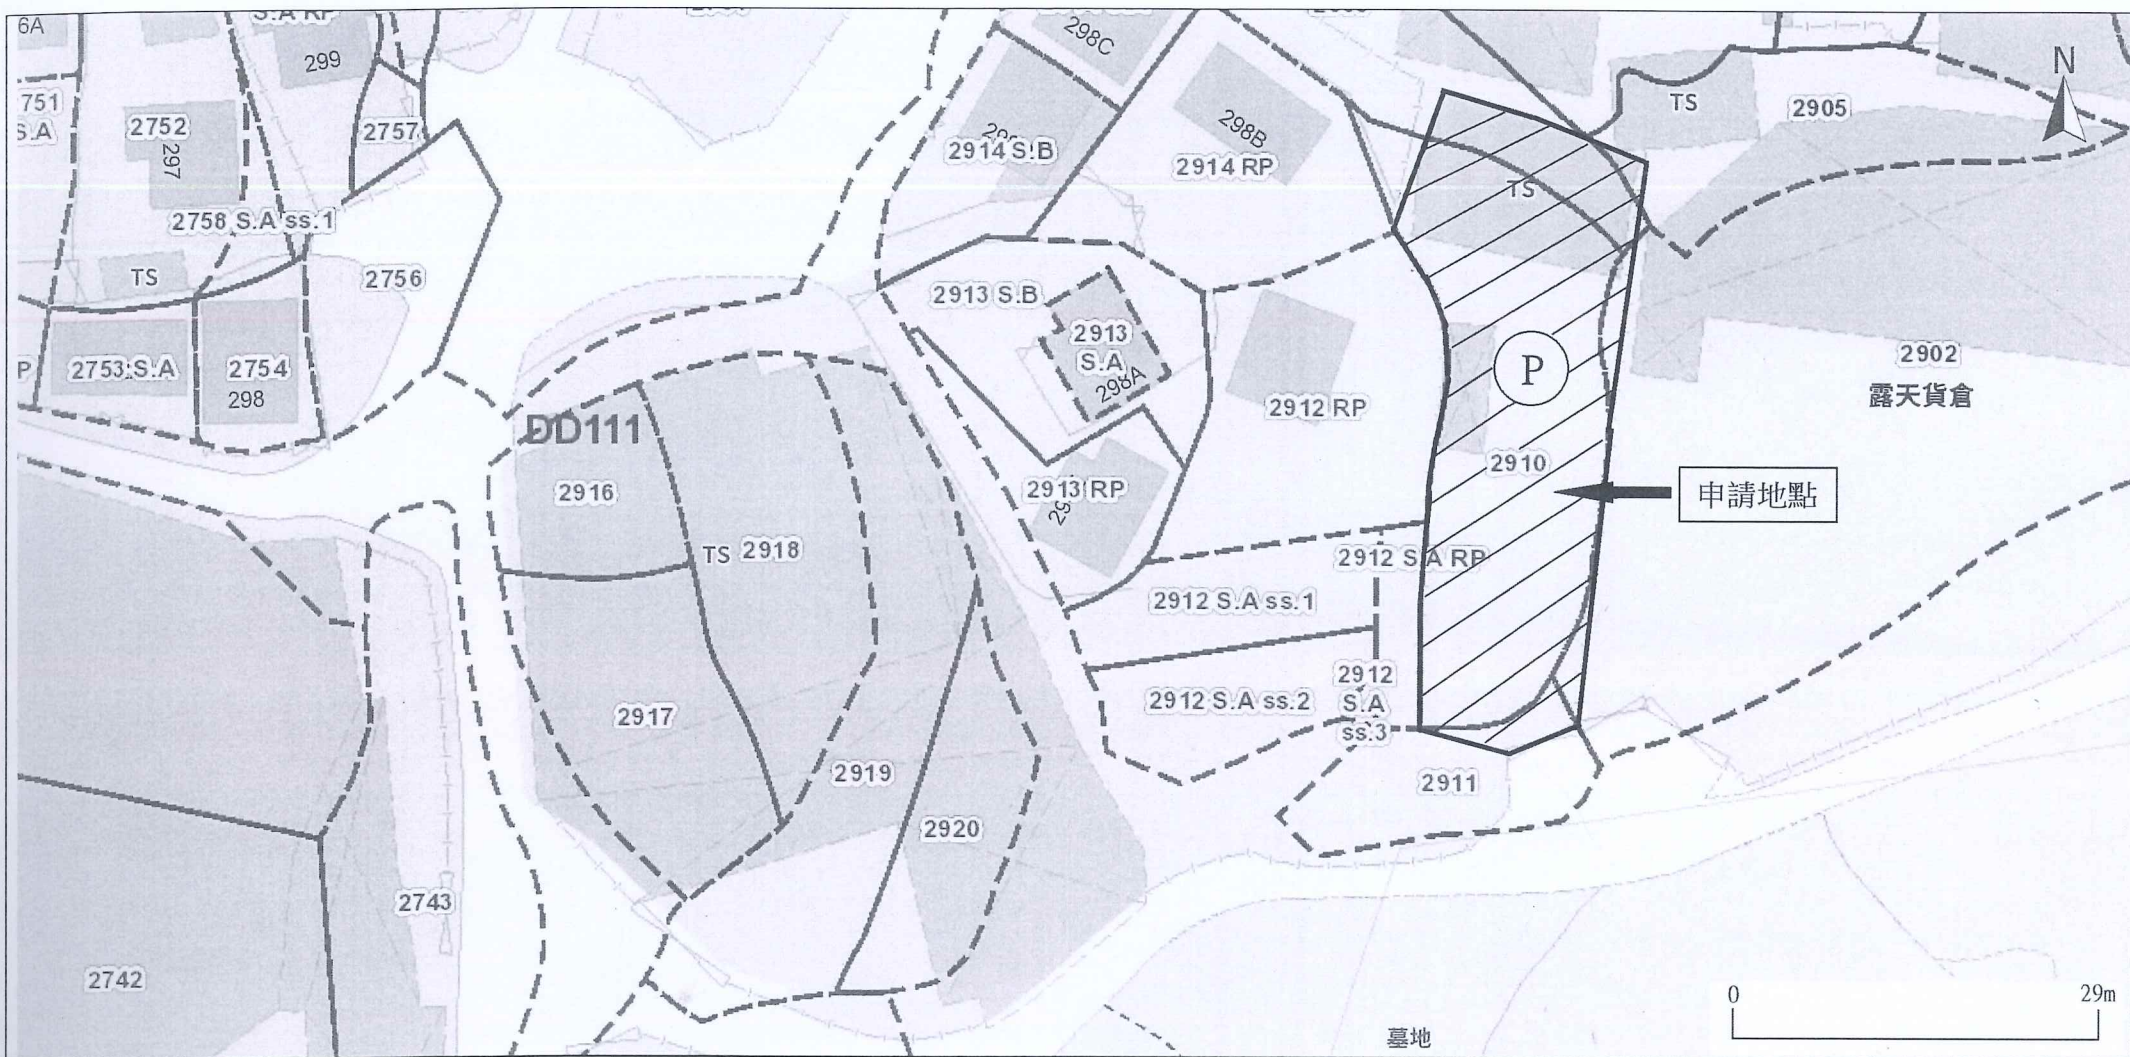 6A
S.A RP
299
298C
N
751
S.A
2752
297
2757
2914 S.B
298B
2914 RP
TS
2905
TS
2758 S.A ss.1
TS
2756
2913 S.B
2913
S.A
298A
P
2753 S.A
2754
298
P
2902
露天貨倉
2912 RP
DD111
2916
2913 RP
2910
申請地點
TS
2918
2912 S.A RP
2912 S.A ss.1
2917
2912 S.A ss.2
2912
S.A
ss.3
2919
2911
2920
2743
2742
墓地
0
29m